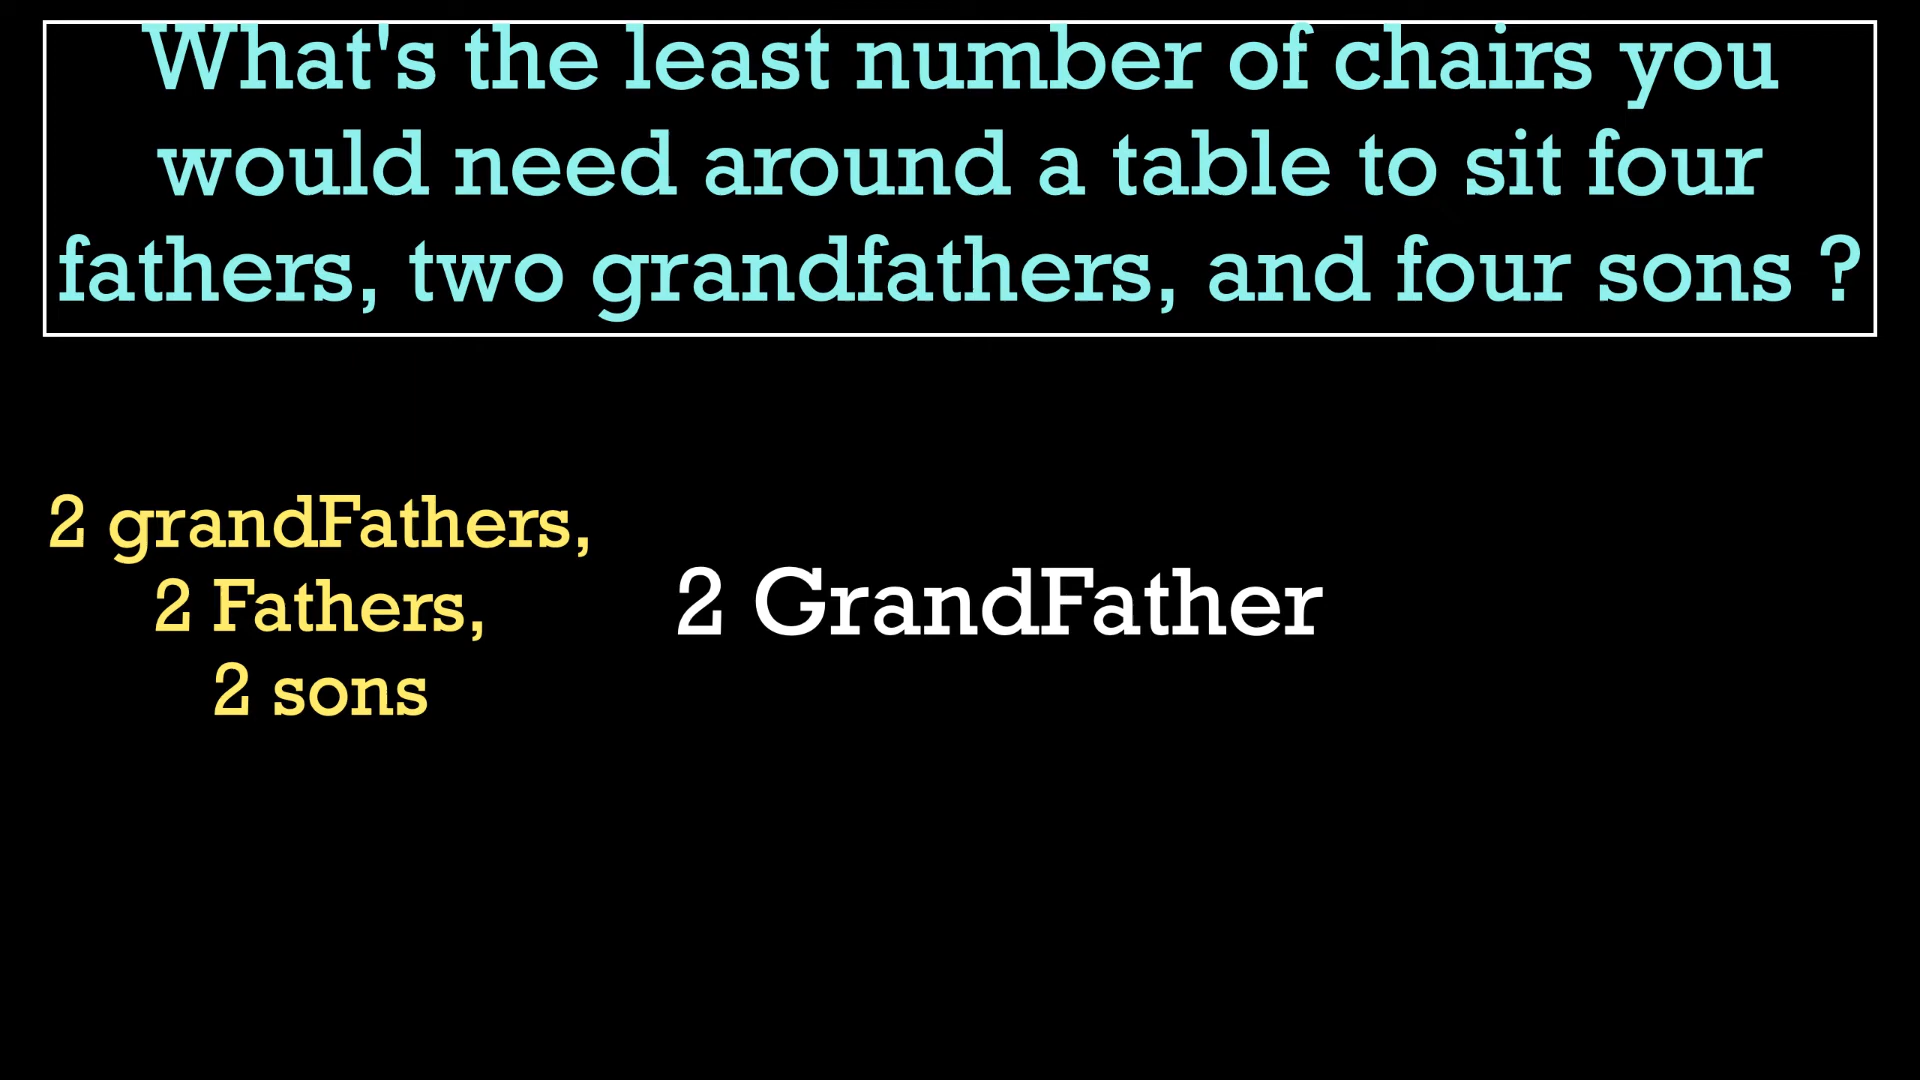 What's the least number of chairs you
would need around a table to sit four
fathers, two grandfathers, and four sons ?
2 grandFathers,
2 Fathers,
2 sons
2 GrandFather